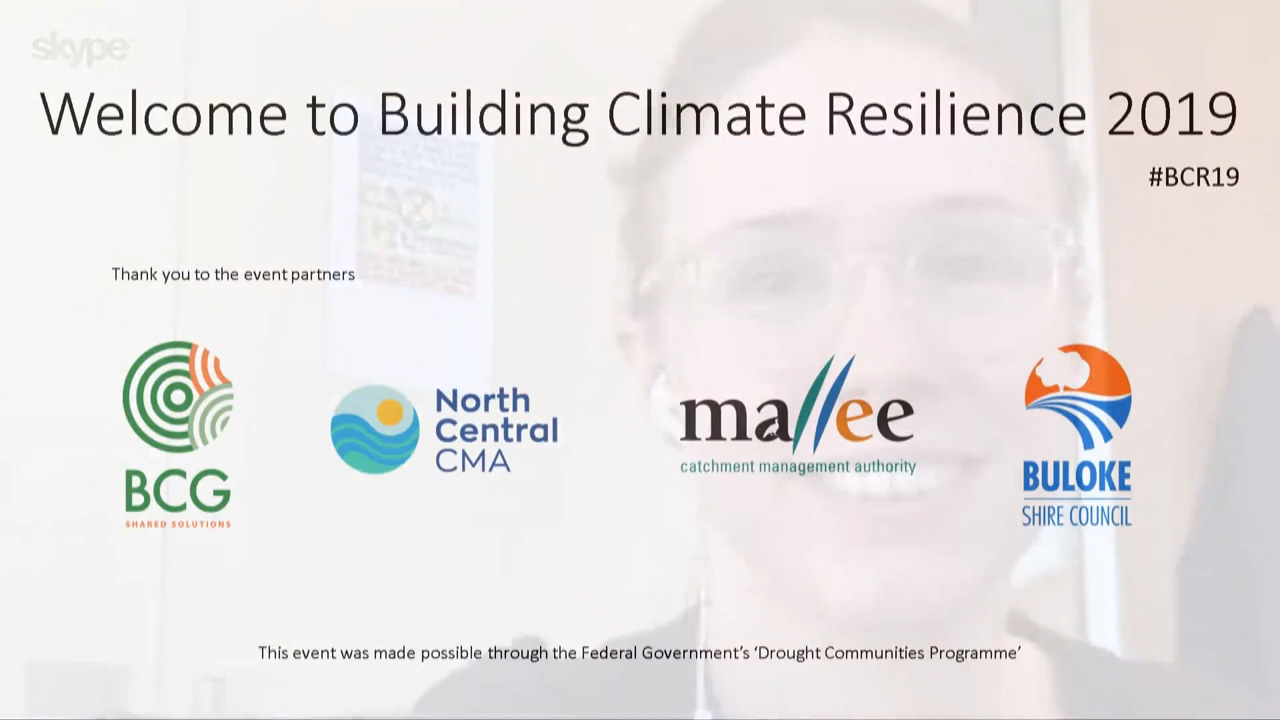 skype
Welcome to Building Climate Resilience 2019
#BCR19
Thank you to the event partners
BCG
SHARED SOLUTIONS
North
Central
CMA
mallee
catchment management authority
BULOKE
SHIRE COUNCIL
This event was made possible through the Federal Government's 'Drought Communities Programme'